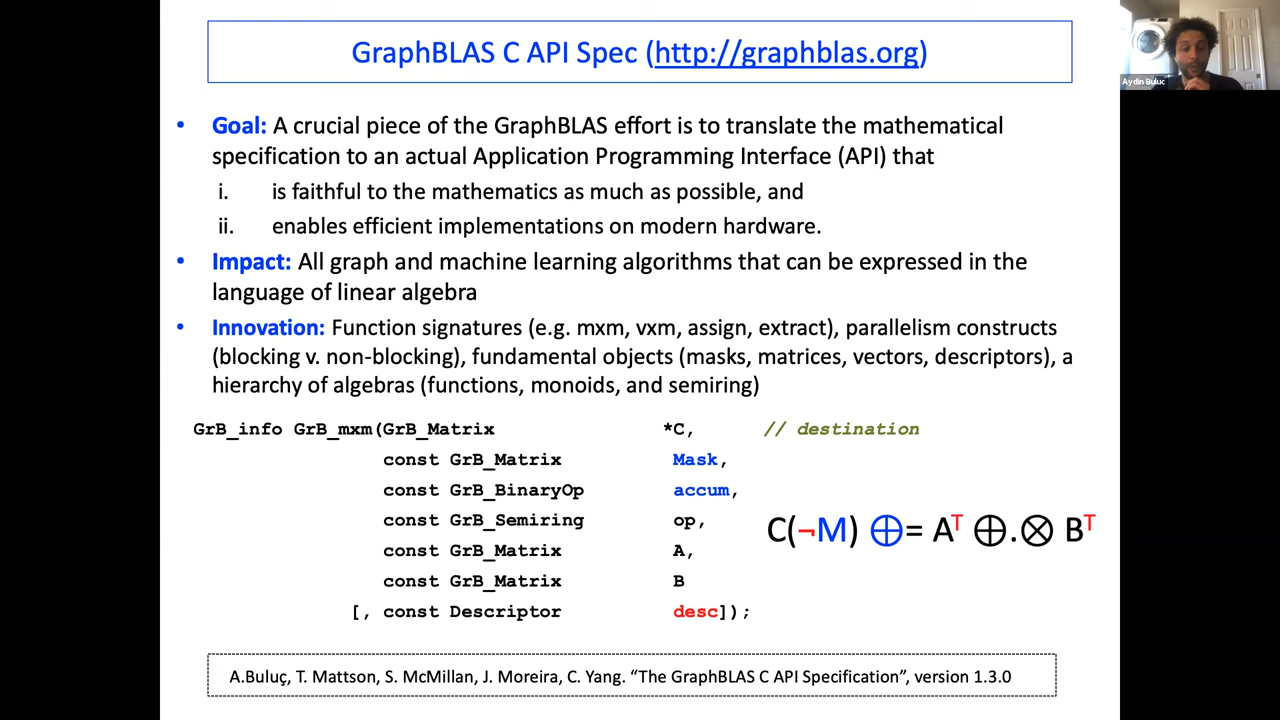 GraphBLAS C API Spec (http://graphblas.org)
Aydin Buluc
• Goal: A crucial piece of the GraphBLAS effort is to translate the mathematical
specification to an actual Application Programming Interface (API) that
i. is faithful to the mathematics as much as possible, and
ii. enables efficient implementations on modern hardware.
• Impact: All graph and machine learning algorithms that can be expressed in the
language of linear algebra
• Innovation: Function signatures (e.g. mxm, vxm, assign, extract), parallelism constructs
(blocking v. non-blocking), fundamental objects (masks, matrices, vectors, descriptors), a
hierarchy of algebras (functions, monoids, and semiring)
GrB_info GrB_mxm(GrB_Matrix *C, // destination
const GrB_Matrix Mask,
const GrB_BinaryOp accum,
const GrB_Semiring op,
C(¬M) ⊕= Aᵀ ⊕.⊗ Bᵀ
const GrB_Matrix A,
const GrB_Matrix B
[, const Descriptor desc]);
A.Buluç, T. Mattson, S. McMillan, J. Moreira, C. Yang. “The GraphBLAS C API Specification”, version 1.3.0